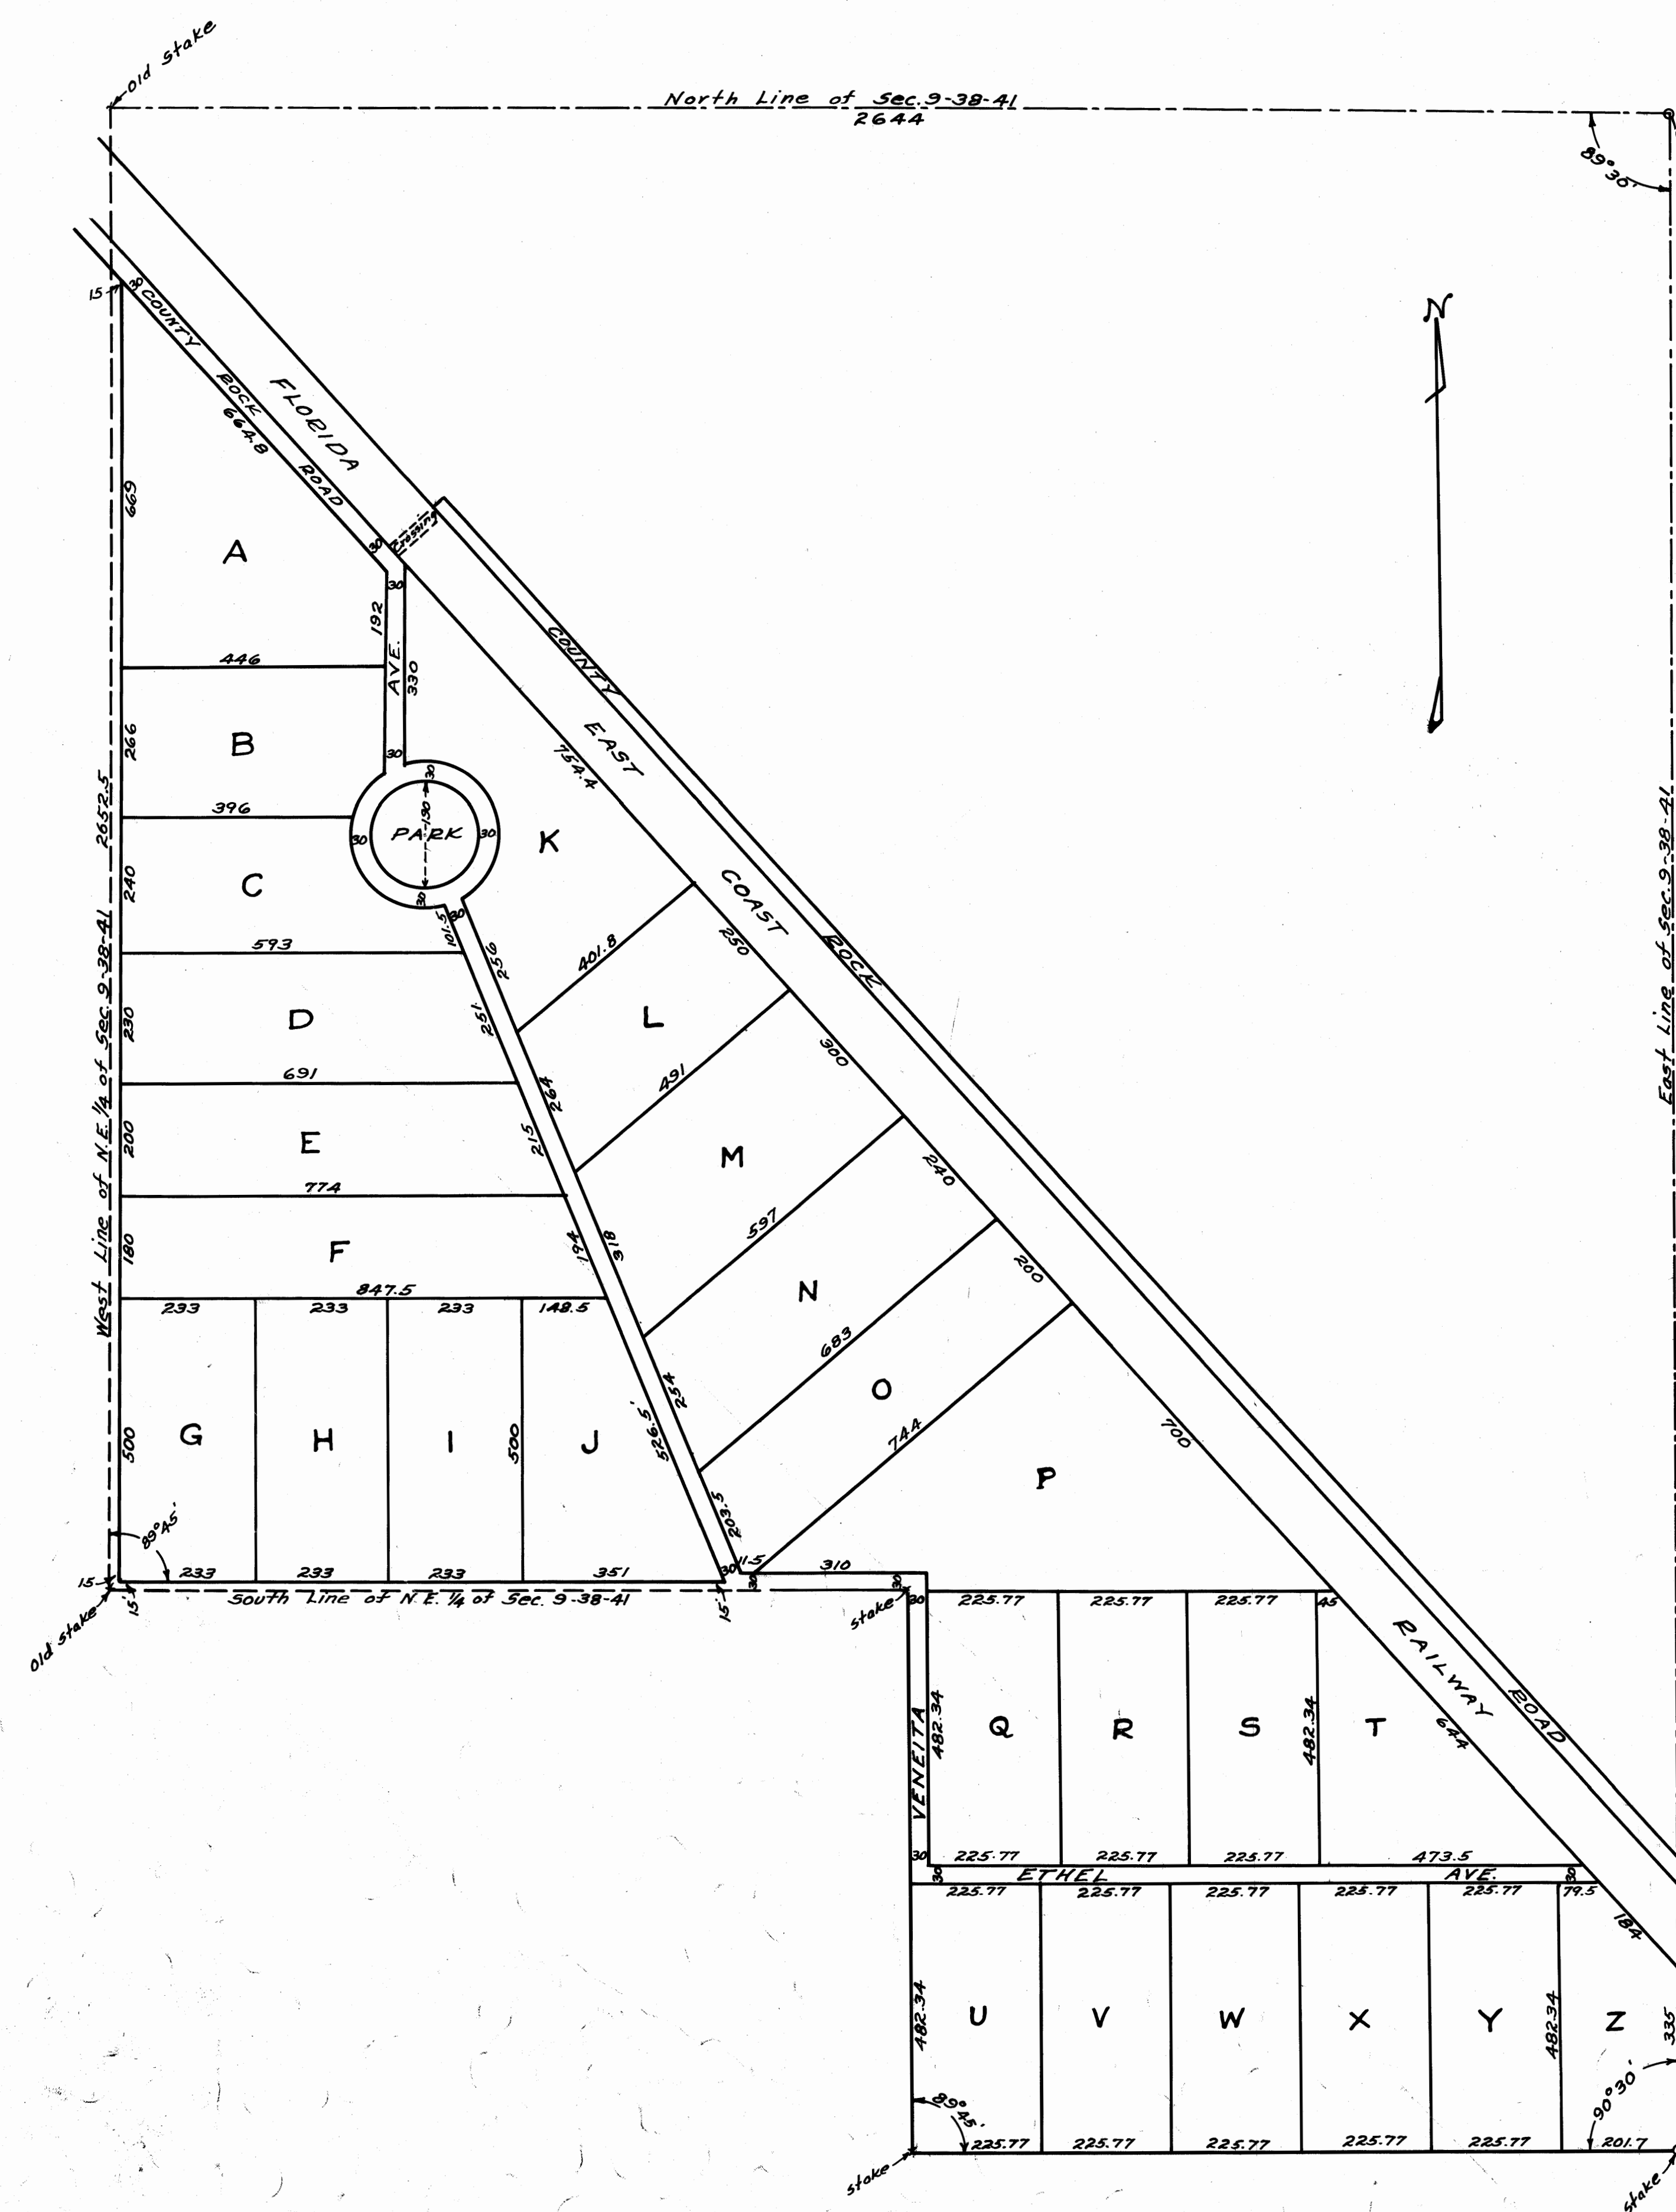 Old stake
North Line of Sec. 9-38-41
2644
89° 30'
N
15
30
COUNTY ROCK ROAD
664.8
FLORIDA EAST COAST RAILWAY
Crossing
30
669
A
30
192
AVE.
330
446
COUNTY ROCK ROAD
266
B
30
754.4
396
30
30
PARK
190
30
30
K
West Line of N.E. 1/4 of Sec. 9-38-41
2652.5
East Line of Sec. 9-38-41
240
C
101.5
30
593
256
401.8
250
230
D
251
L
691
264
491
300
200
E
215
M
774
240
180
F
194
318
597
847.5
N
200
233
233
233
148.5
683
254
O
500
G
H
I
500
J
526.5'
744
700
P
203.5
89° 45'
15
233
233
233
351
30
11.5
310
30
30
South Line of N.E. 1/4 of Sec. 9-38-41
15
15
Old stake
stake
30
225.77
225.77
225.77
45
VENEITA
482.34
Q
R
S
482.34
T
644
30
225.77
225.77
225.77
473.5
30
ETHEL AVE.
30
225.77
225.77
225.77
225.77
225.77
79.5
184
482.34
U
V
W
X
Y
482.34
Z
335
89° 45'
90° 30'
225.77
225.77
225.77
225.77
225.77
201.7
stake
stake